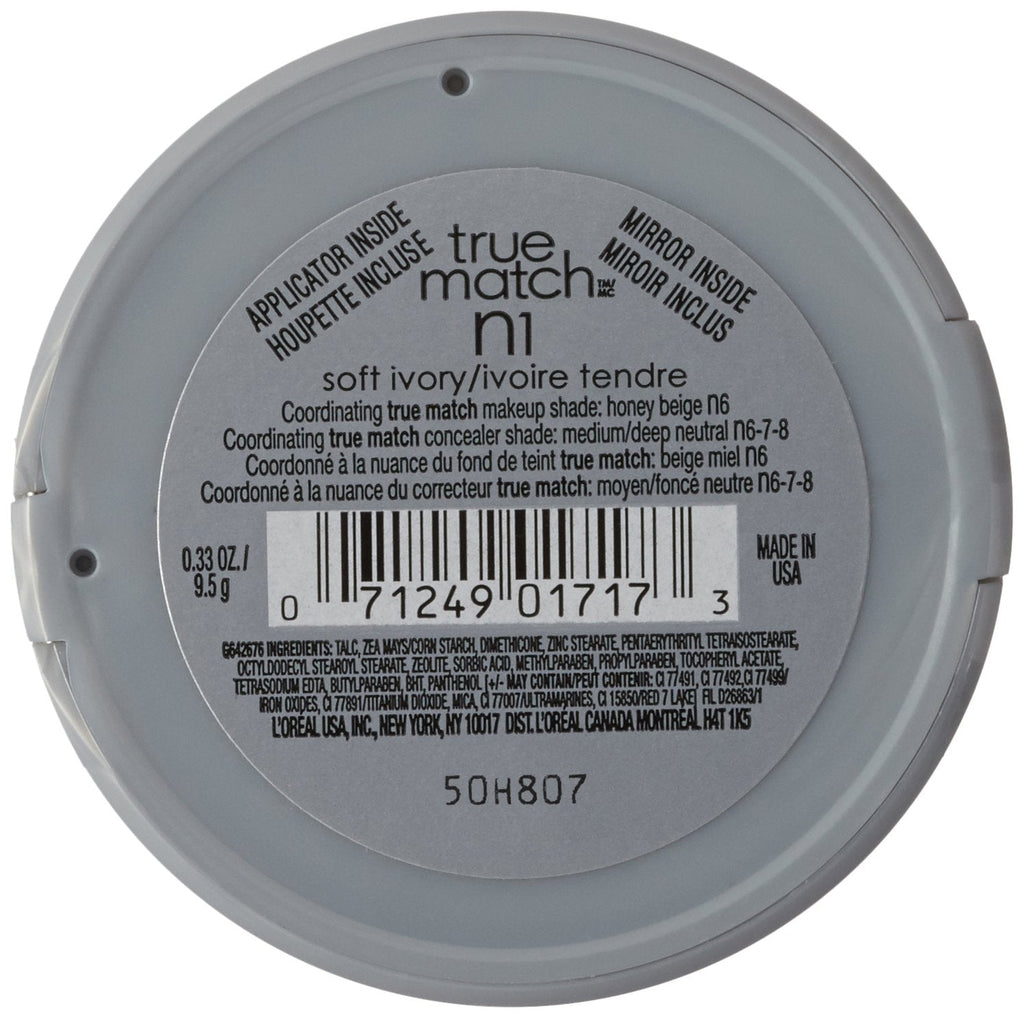 APPLICATOR INSIDE
HOUPETTE INCLUSE
true
match TM/MC
MIRROR INSIDE
MIROIR INCLUS
n1
soft ivory/ivoire tendre
Coordinating true match makeup shade: honey beige n6
Coordinating true match concealer shade: medium/deep neutral n6-7-8
Coordonné à la nuance du fond de teint true match: beige miel n6
Coordonné à la nuance du correcteur true match: moyen/foncé neutre n6-7-8
0.33 OZ./
9.5 g
0 71249 01717 3
MADE IN
USA
G642676 INGREDIENTS: TALC, ZEA MAYS/CORN STARCH, DIMETHICONE, ZINC STEARATE, PENTAERYTHRITYL TETRAISOSTEARATE,
OCTYLDODECYL STEAROYL STEARATE, ZEOLITE, SORBIC ACID, METHYLPARABEN, PROPYLPARABEN, TOCOPHERYL ACETATE,
TETRASODIUM EDTA, BUTYLPARABEN, BHT, PANTHENOL [+/- MAY CONTAIN/PEUT CONTENIR: CI 77491, CI 77492,CI 77499/
IRON OXIDES, CI 77891/TITANIUM DIOXIDE, MICA, CI 77007/ULTRAMARINES, CI 15850/RED 7 LAKE] FIL D26863/1
L'ORÉAL USA, INC., NEW YORK, NY 10017 DIST. L'ORÉAL CANADA MONTRÉAL H4T 1K5
50H807